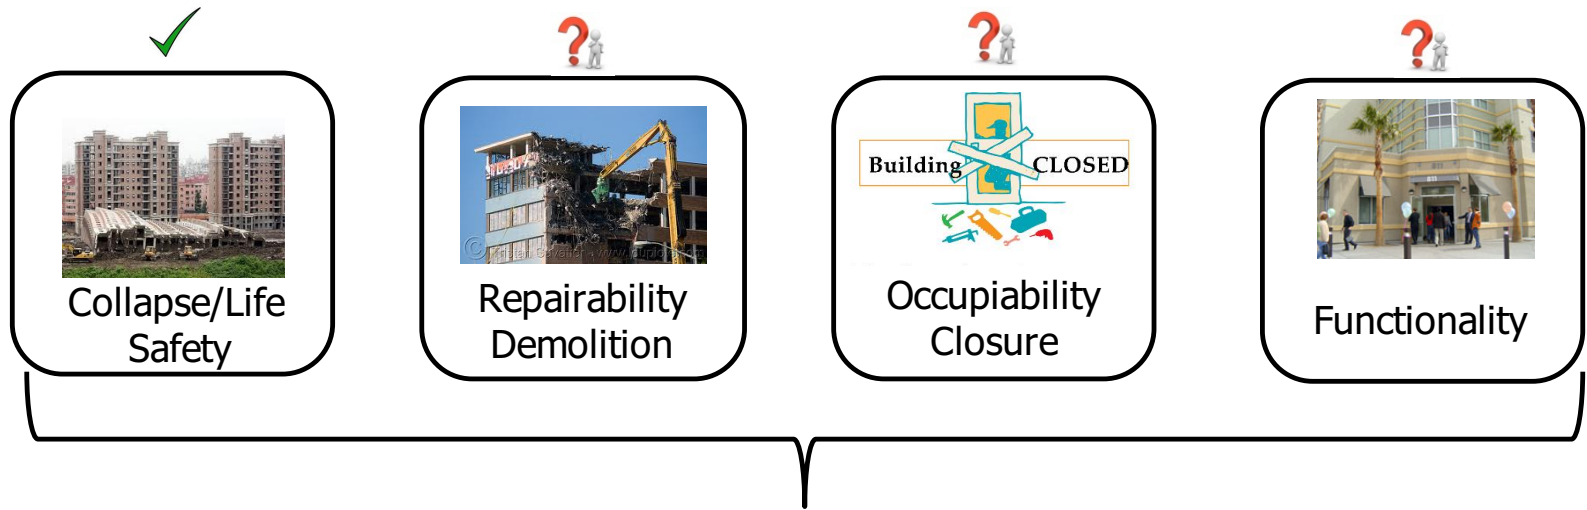 Collapse/Life
Safety
Repairability
Demolition
Building CLOSED
Occupiability
Closure
Functionality